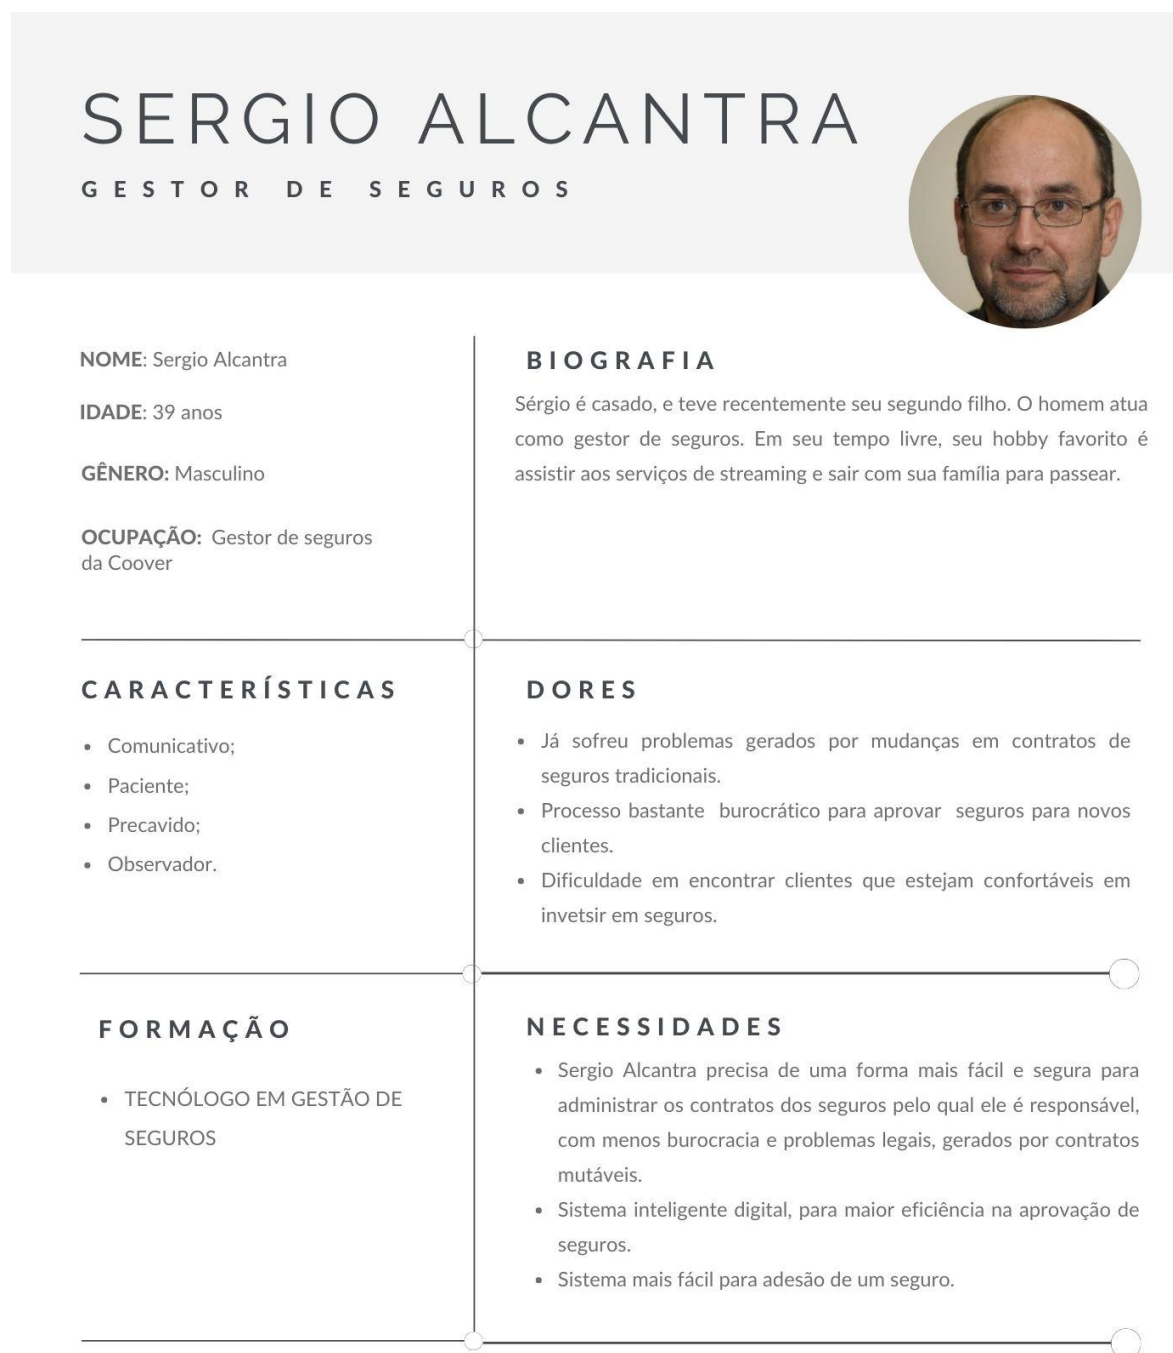 SERGIO ALCANTRA
GESTOR DE SEGUROS
NOME: Sergio Alcantra
IDADE: 39 anos
GÊNERO: Masculino
OCUPAÇÃO: Gestor de seguros
da Coover
BIOGRAFIA
Sérgio é casado, e teve recentemente seu segundo filho. O homem atua
como gestor de seguros. Em seu tempo livre, seu hobby favorito é
assistir aos serviços de streaming e sair com sua família para passear.
CARACTERÍSTICAS
• Comunicativo;
• Paciente;
• Precavido;
• Observador.
DORES
• Já sofreu problemas gerados por mudanças em contratos de
seguros tradicionais.
• Processo bastante burocrático para aprovar seguros para novos
clientes.
• Dificuldade em encontrar clientes que estejam confortáveis em
invetsir em seguros.
FORMAÇÃO
• TECNÓLOGO EM GESTÃO DE
SEGUROS
NECESSIDADES
• Sergio Alcantra precisa de uma forma mais fácil e segura para
administrar os contratos dos seguros pelo qual ele é responsável,
com menos burocracia e problemas legais, gerados por contratos
mutáveis.
• Sistema inteligente digital, para maior eficiência na aprovação de
seguros.
• Sistema mais fácil para adesão de um seguro.